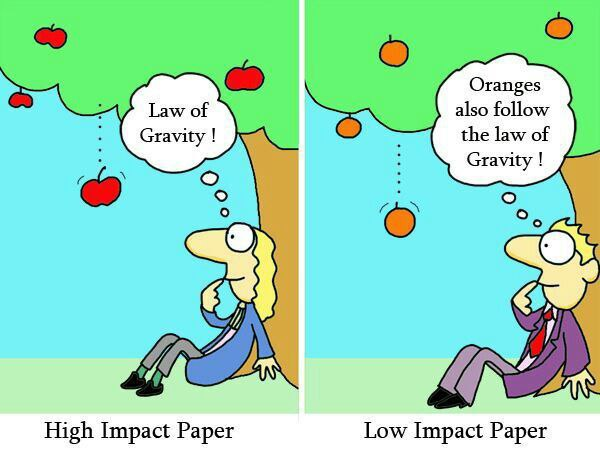 Law of
Gravity !
Oranges
also follow
the law of
Gravity !
High Impact Paper
Low Impact Paper